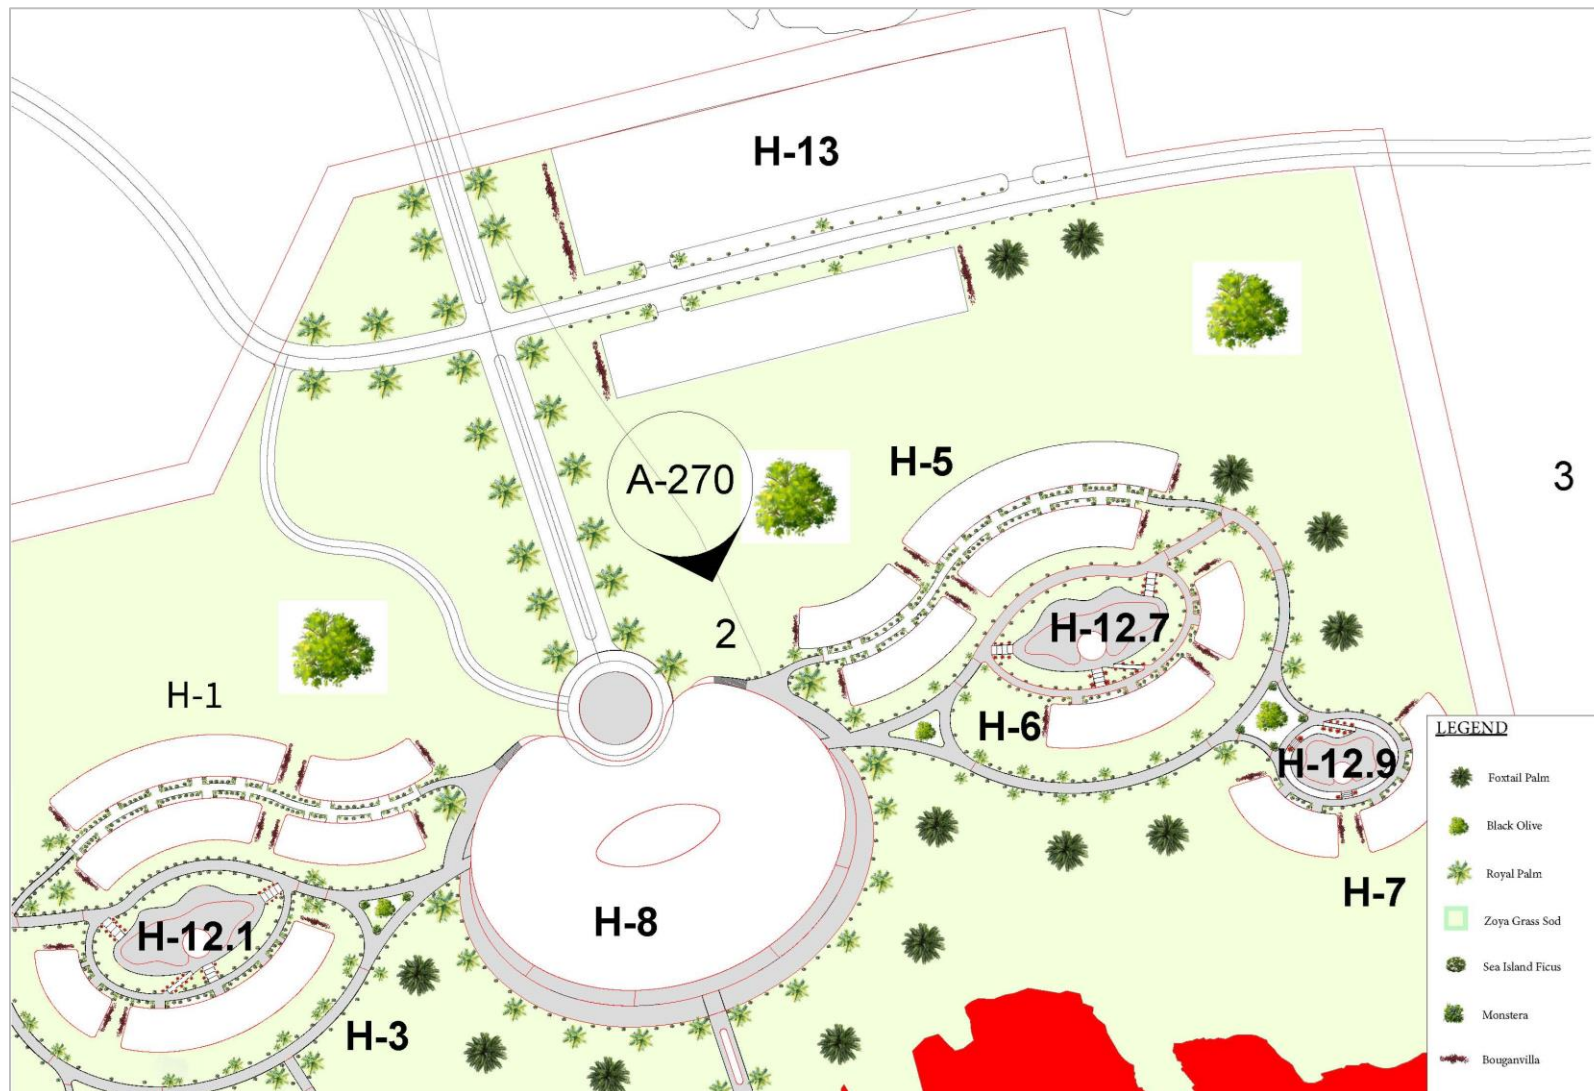 H-13
H-5
A-270
3
2
H-12.7
H-1
H-6
LEGEND
Foxtail Palm
H-12.9
Black Olive
Royal Palm
H-7
H-8
Zoya Grass Sod
H-12.1
Sea Island Ficus
Monstera
H-3
Bouganvilla